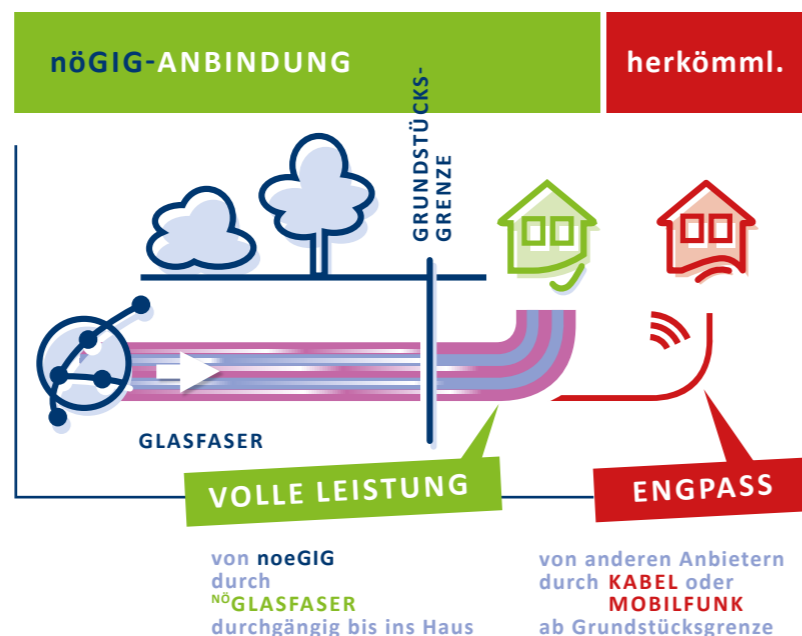 nöGIG-ANBINDUNG
herkömml.
GRUNDSTÜCKS-
GRENZE
GLASFASER
VOLLE LEISTUNG
ENGPASS
von noeGIG
durch
NÖGLASFASER
durchgängig bis ins Haus
von anderen Anbietern
durch KABEL oder
MOBILFUNK
ab Grundstücksgrenze